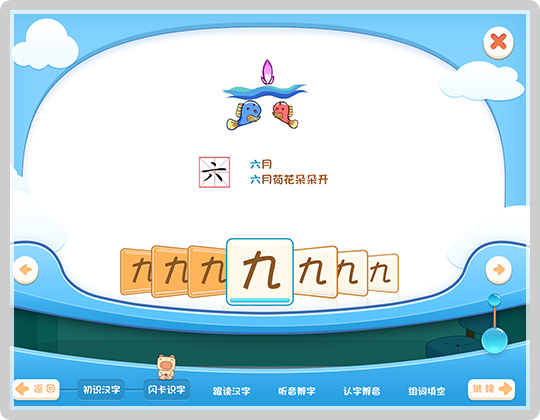 六
六月
六月荷花朵朵开
九 九 九 九 九 九 九
返回
初识汉字
闪卡识字
跟读汉字
听音辨字
认字辨音
组词填空
继续